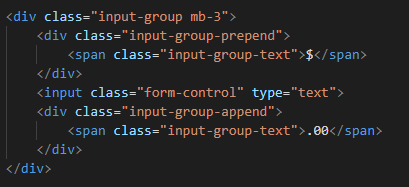 <div class="input-group mb-3">
    <div class="input-group-prepend">
        <span class="input-group-text">$</span>
    </div>
    <input class="form-control" type="text">
    <div class="input-group-append">
        <span class="input-group-text">.00</span>
    </div>
</div>